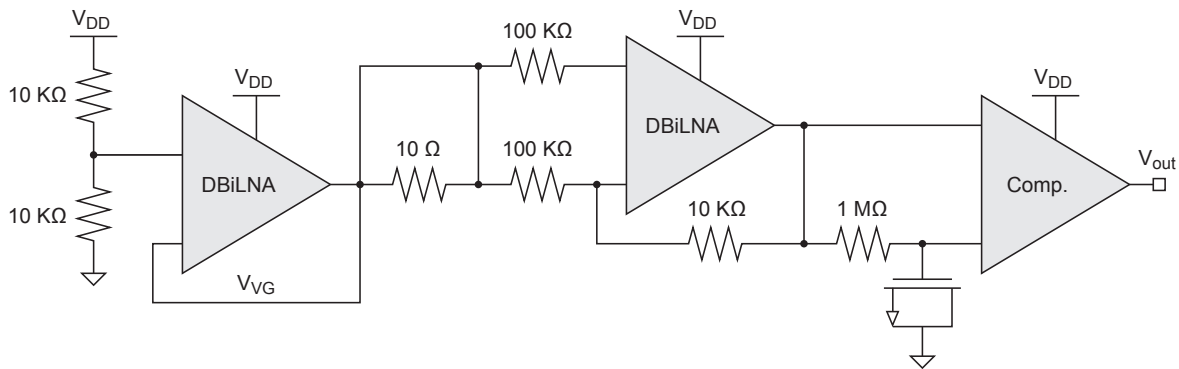 V_DD
10 KΩ
10 KΩ
V_DD
DBiLNA
V_VG
10 Ω
100 KΩ
100 KΩ
V_DD
DBiLNA
10 KΩ
1 MΩ
V_DD
Comp.
V_out